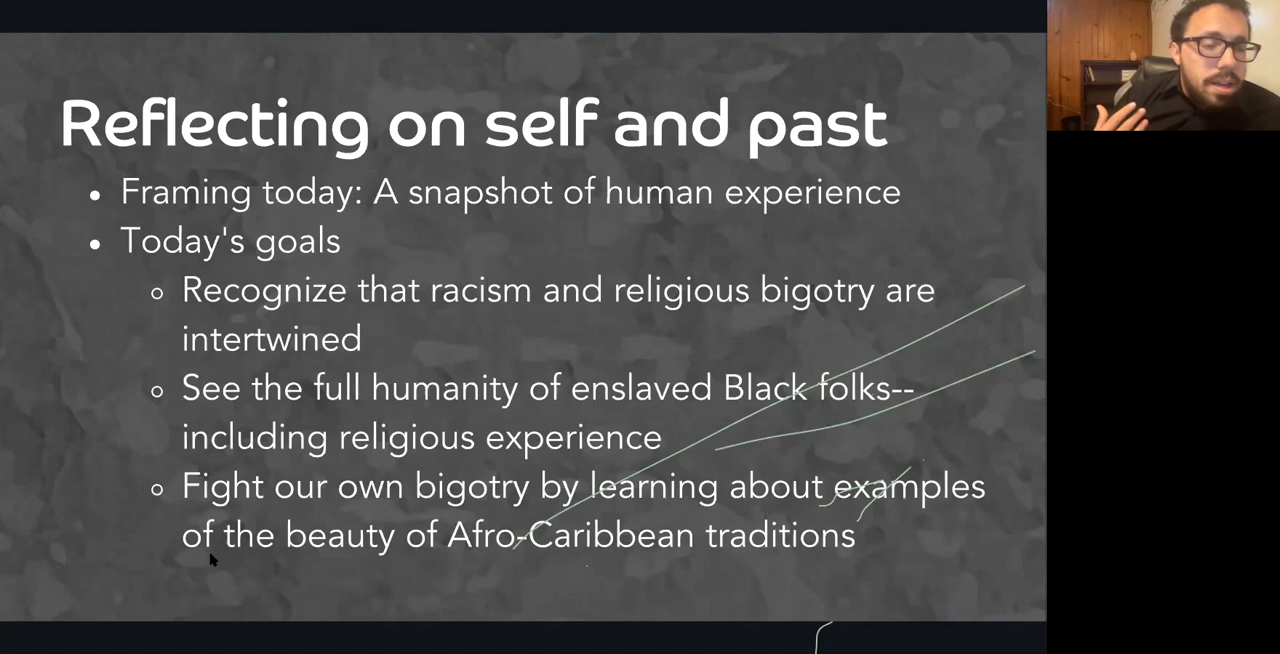 Reflecting on self and past
• Framing today: A snapshot of human experience
• Today's goals
○ Recognize that racism and religious bigotry are
intertwined
○ See the full humanity of enslaved Black folks--
including religious experience
○ Fight our own bigotry by learning about examples
of the beauty of Afro-Caribbean traditions